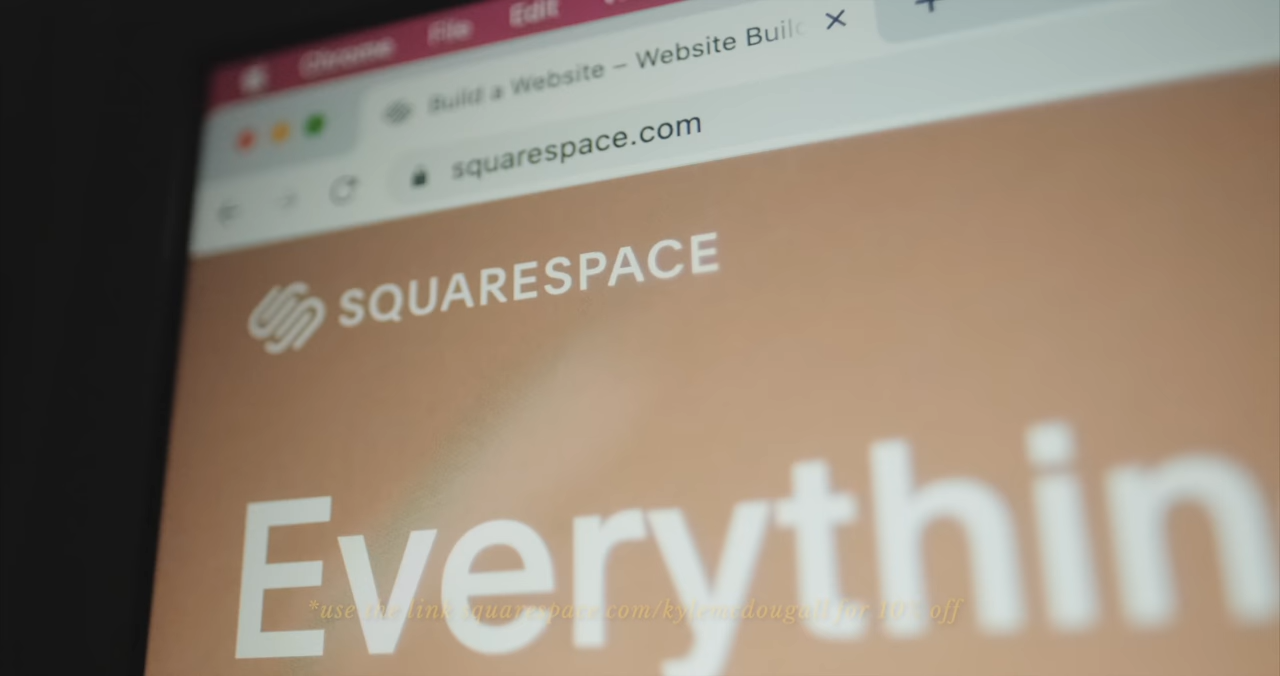 Chrome File Edit
Build a Website – Website Buil
squarespace.com
SQUARESPACE
Everythin
*use the link squarespace.com/kylemcdougall for 10% off